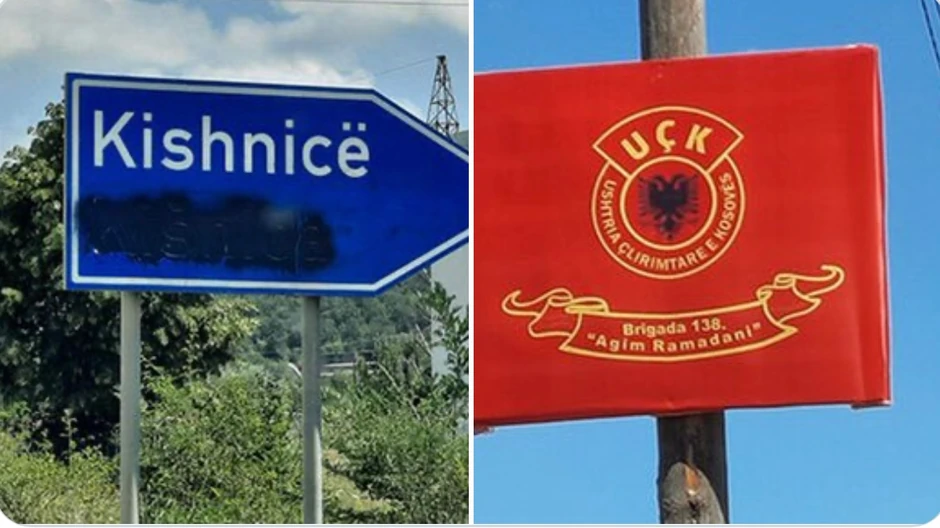 Kishnicë
UÇK
USHTRIA ÇLIRIMTARE E KOSOVËS
Brigada 138.
"Agim Ramadani"